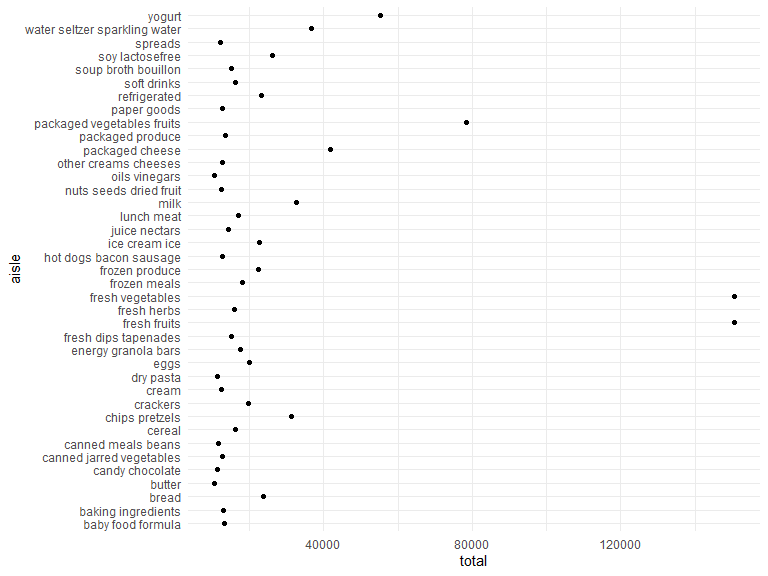 yogurt
water seltzer sparkling water
spreads
soy lactosefree
soup broth bouillon
soft drinks
refrigerated
paper goods
packaged vegetables fruits
packaged produce
packaged cheese
other creams cheeses
oils vinegars
nuts seeds dried fruit
milk
lunch meat
juice nectars
ice cream ice
hot dogs bacon sausage
frozen produce
frozen meals
fresh vegetables
fresh herbs
fresh fruits
fresh dips tapenades
energy granola bars
eggs
dry pasta
cream
crackers
chips pretzels
cereal
canned meals beans
canned jarred vegetables
candy chocolate
butter
bread
baking ingredients
baby food formula
aisle
40000 80000 120000
total